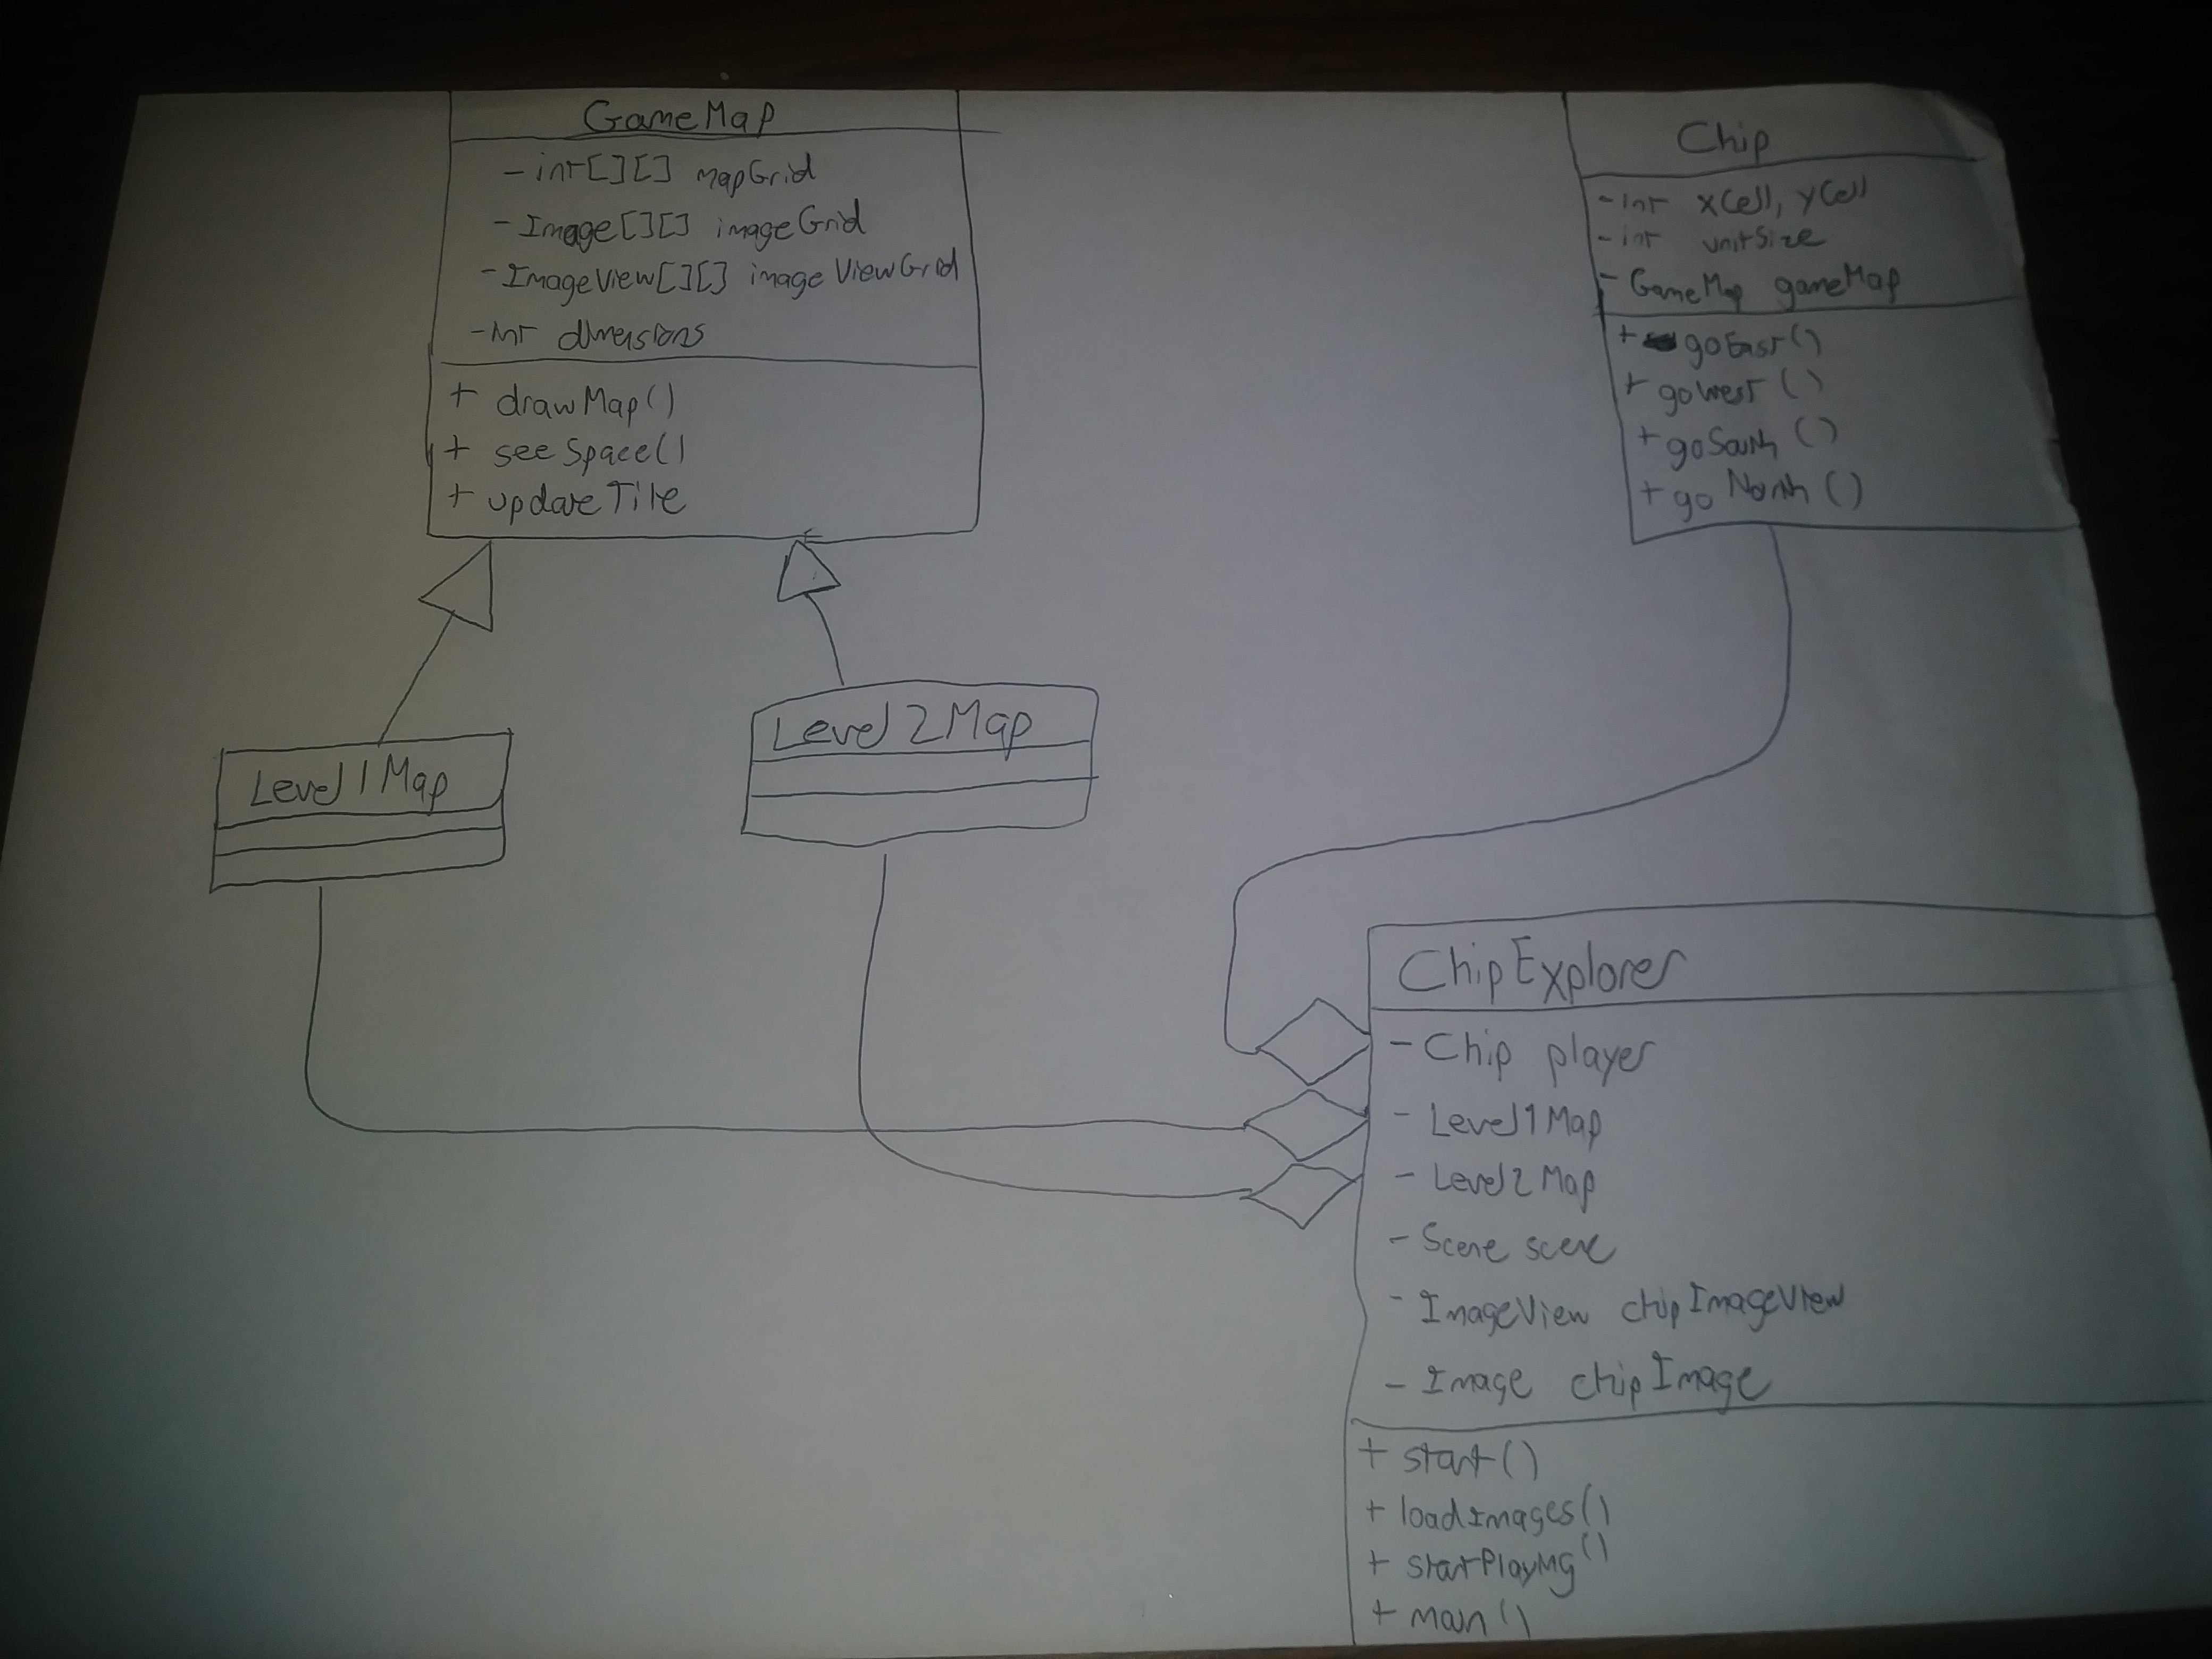 GameMap
- int[][] mapGrid
- Image[][] imageGrid
- ImageView[][] imageViewGrid
- int dimensions
+ drawMap()
+ seeSpace()
+ updateTile
Chip
- int xCell, yCell
- int unitSize
- GameMap gameMap
+ goEast()
+ goWest()
+ goSouth()
+ goNorth()
Level1Map
Level2Map
ChipExplorer
- Chip player
- Level1Map
- Level2Map
- Scene scene
- ImageView chipImageView
- Image chipImage
+ start()
+ loadImages()
+ startPlaying()
+ main()